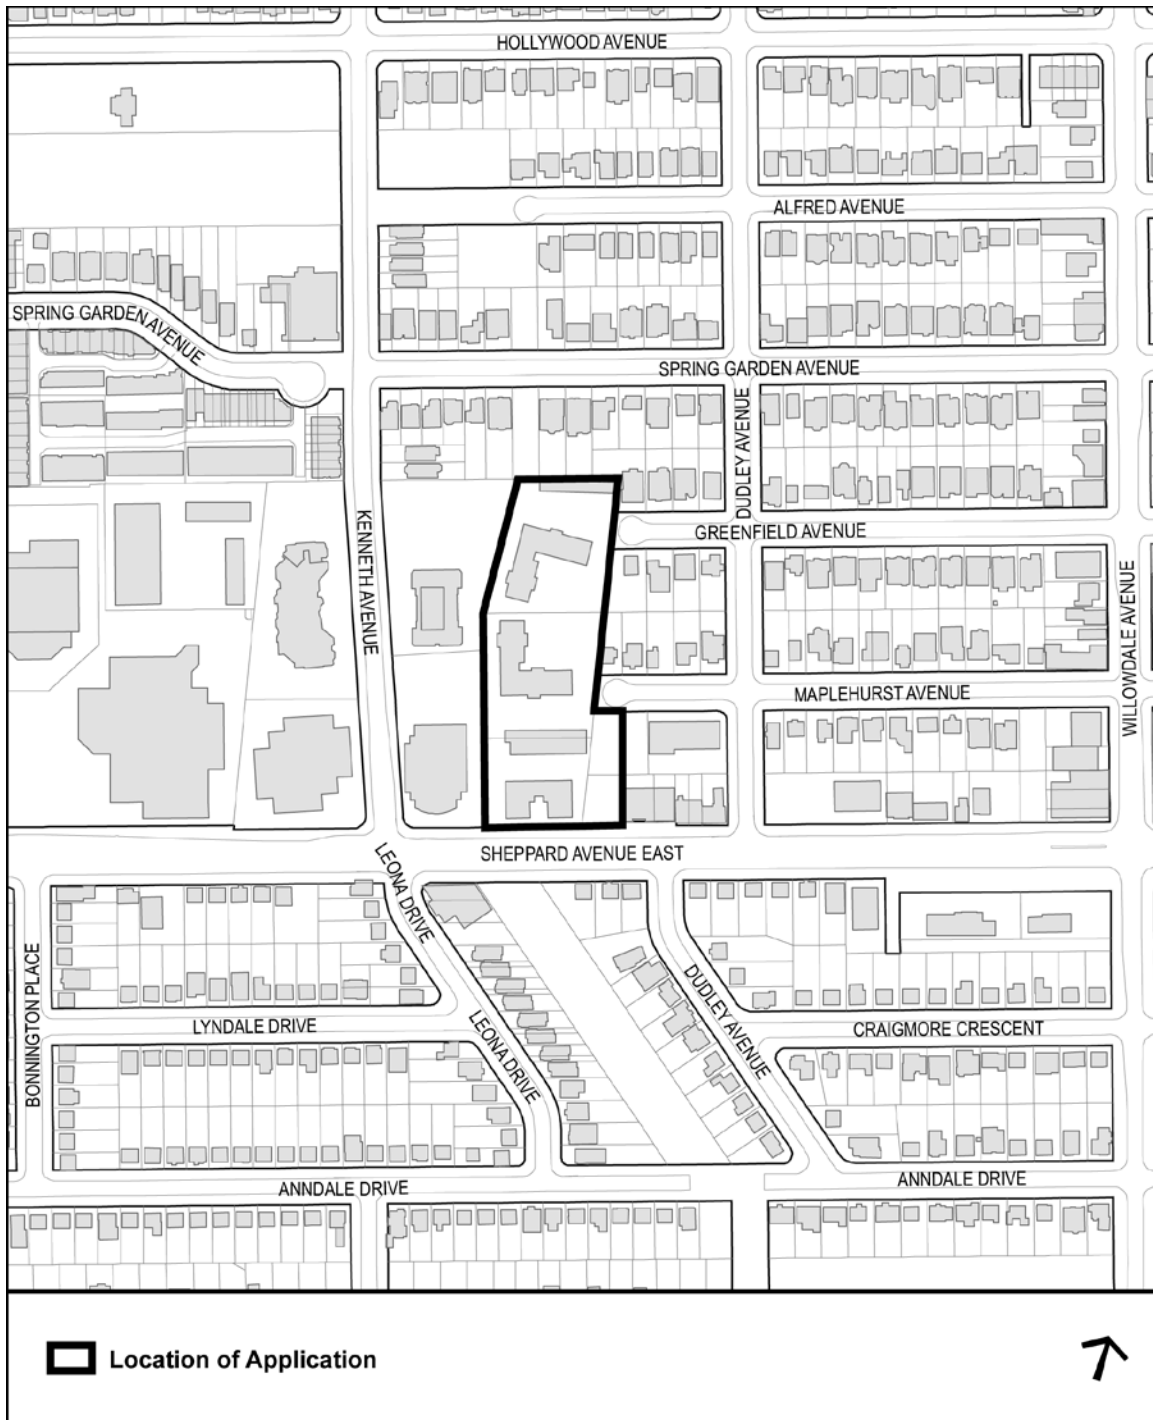 HOLLYWOOD AVENUE
ALFRED AVENUE
SPRING GARDEN AVENUE
SPRING GARDEN AVENUE
DUDLEY AVENUE
KENNETH AVENUE
GREENFIELD AVENUE
WILLOWDALE AVENUE
MAPLEHURST AVENUE
SHEPPARD AVENUE EAST
LEONA DRIVE
BONNINGTON PLACE
DUDLEY AVENUE
LYNDALE DRIVE
LEONA DRIVE
CRAIGMORE CRESCENT
ANNDALE DRIVE
ANNDALE DRIVE
Location of Application